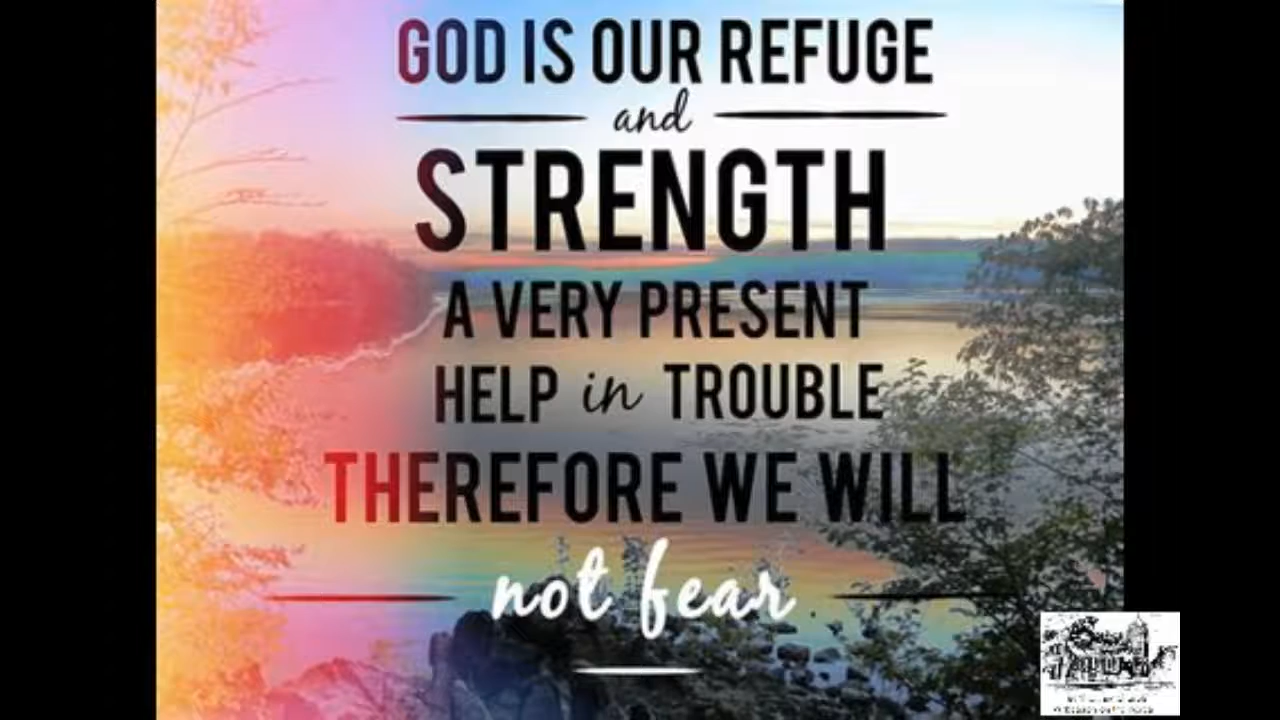 GOD IS OUR REFUGE
and
STRENGTH
A VERY PRESENT
HELP in TROUBLE
THEREFORE WE WILL
not fear